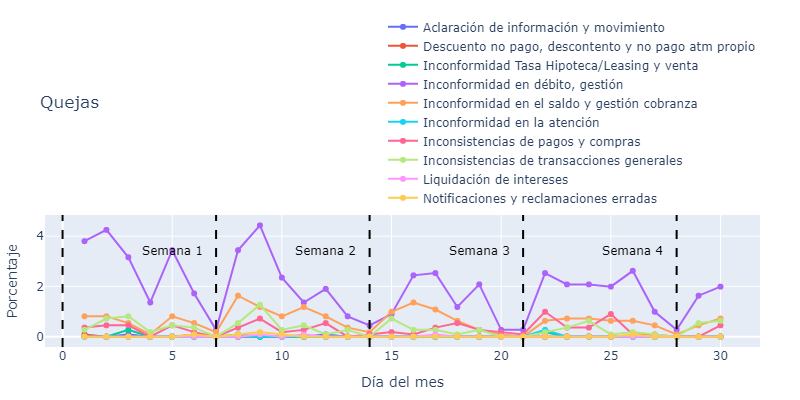 Quejas
Aclaración de información y movimiento
Descuento no pago, descontento y no pago atm propio
Inconformidad Tasa Hipoteca/Leasing y venta
Inconformidad en débito, gestión
Inconformidad en el saldo y gestión cobranza
Inconformidad en la atención
Inconsistencias de pagos y compras
Inconsistencias de transacciones generales
Liquidación de intereses
Notificaciones y reclamaciones erradas
Porcentaje
4
2
0
Semana 1 Semana 2 Semana 3 Semana 4
0 5 10 15 20 25 30
Día del mes